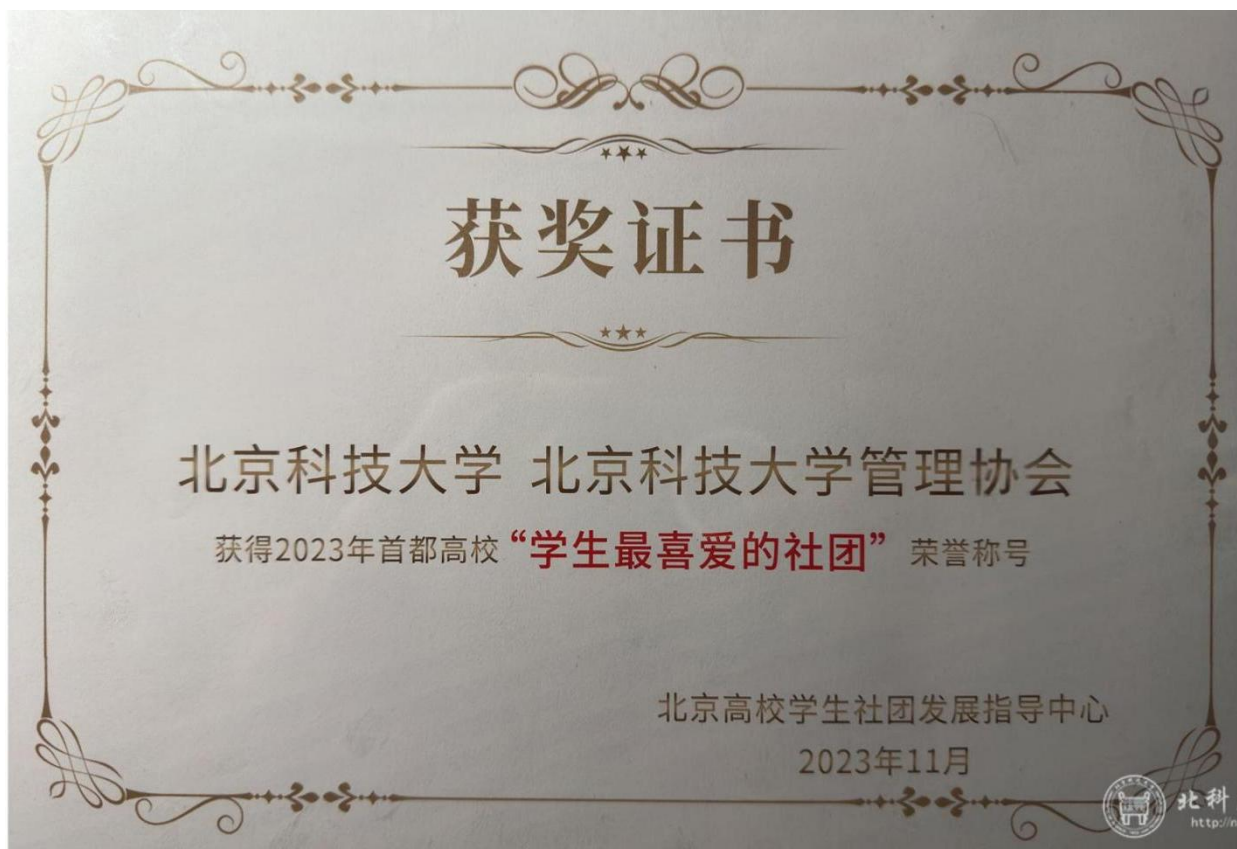 获奖证书
北京科技大学 北京科技大学管理协会
获得2023年首都高校“学生最喜爱的社团”荣誉称号
北京高校学生社团发展指导中心
2023年11月
北科
http://n